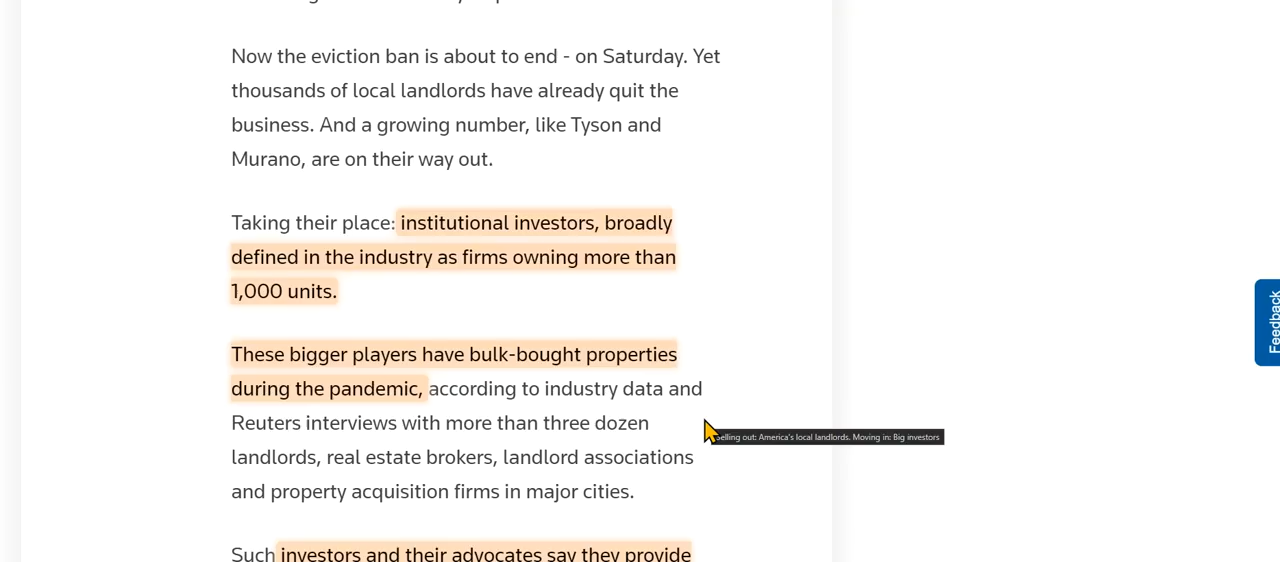 Now the eviction ban is about to end - on Saturday. Yet
thousands of local landlords have already quit the
business. And a growing number, like Tyson and
Murano, are on their way out.
Taking their place: institutional investors, broadly
defined in the industry as firms owning more than
1,000 units.
These bigger players have bulk-bought properties
during the pandemic, according to industry data and
Reuters interviews with more than three dozen
elling out: America's local landlords. Moving in: Big investors
landlords, real estate brokers, landlord associations
and property acquisition firms in major cities.
Such investors and their advocates say they provide
Feedback